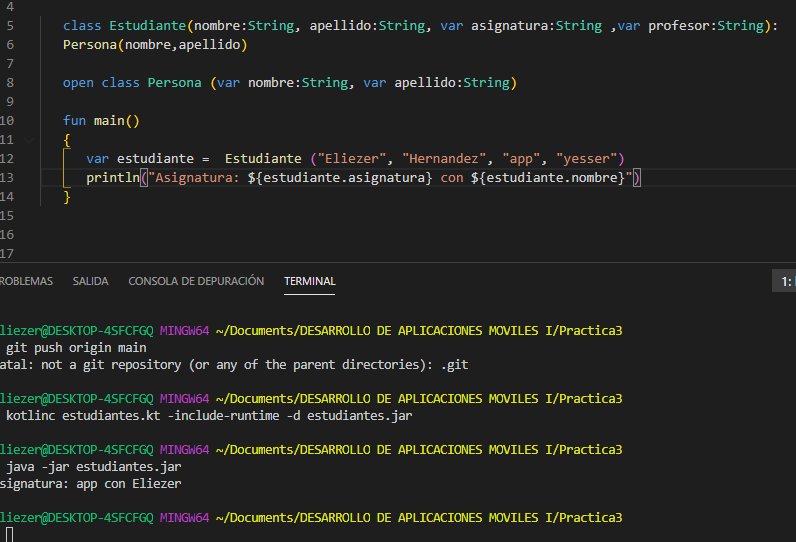 4
5 class Estudiante(nombre:String, apellido:String, var asignatura:String ,var profesor:String):
6 Persona(nombre,apellido)
7
8 open class Persona (var nombre:String, var apellido:String)
9
10 fun main()
11 {
12 var estudiante =  Estudiante ("Eliezer", "Hernandez", "app", "yesser")
13 println("Asignatura: ${estudiante.asignatura} con ${estudiante.nombre}")
14 }
15
16
17
ROBLEMAS SALIDA CONSOLA DE DEPURACIÓN TERMINAL 1:
liezer@DESKTOP-4SFCFGQ MINGW64 ~/Documents/DESARROLLO DE APLICACIONES MOVILES I/Practica3
git push origin main
atal: not a git repository (or any of the parent directories): .git
liezer@DESKTOP-4SFCFGQ MINGW64 ~/Documents/DESARROLLO DE APLICACIONES MOVILES I/Practica3
kotlinc estudiantes.kt -include-runtime -d estudiantes.jar
liezer@DESKTOP-4SFCFGQ MINGW64 ~/Documents/DESARROLLO DE APLICACIONES MOVILES I/Practica3
java -jar estudiantes.jar
signatura: app con Eliezer
liezer@DESKTOP-4SFCFGQ MINGW64 ~/Documents/DESARROLLO DE APLICACIONES MOVILES I/Practica3